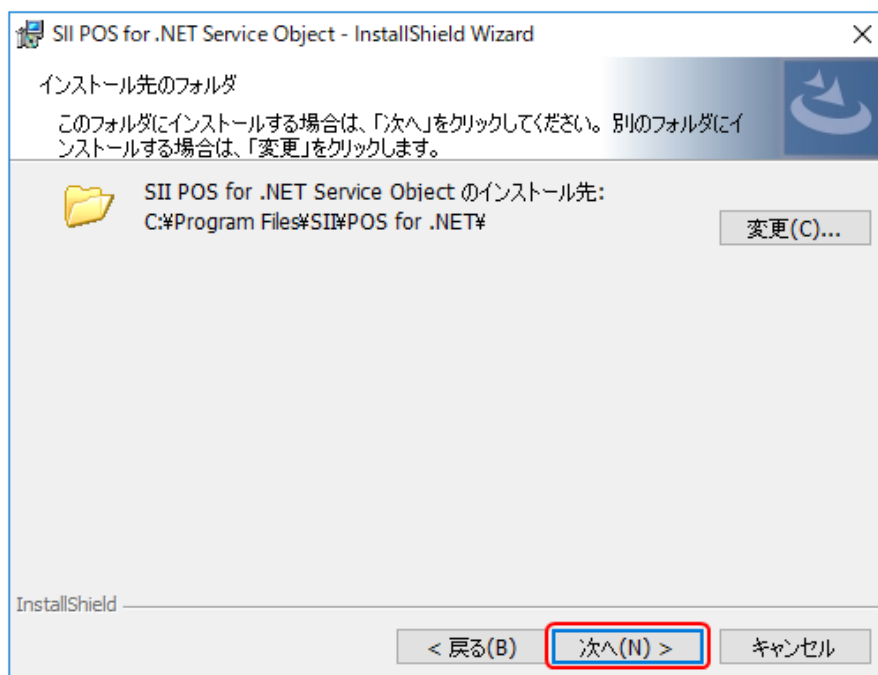 SII POS for .NET Service Object - InstallShield Wizard
インストール先のフォルダ
このフォルダにインストールする場合は、「次へ」をクリックしてください。別のフォルダにイ
ンストールする場合は、「変更」をクリックします。
SII POS for .NET Service Object のインストール先:
C:¥Program Files¥SII¥POS for .NET¥
変更(C)...
InstallShield
< 戻る(B)
次へ(N) >
キャンセル